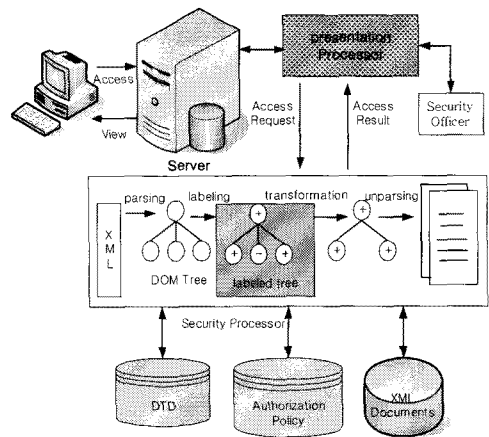 presentation
Processor
Access
View
Server
Access
Request
Access
Result
Security
Officer
parsing
labeling
transformation
unparsing
X
M
L
+
+
-
+
+
+
+
DOM Tree
labeled tree
Security Processor
DTD
Authorization
Policy
XML
Documents